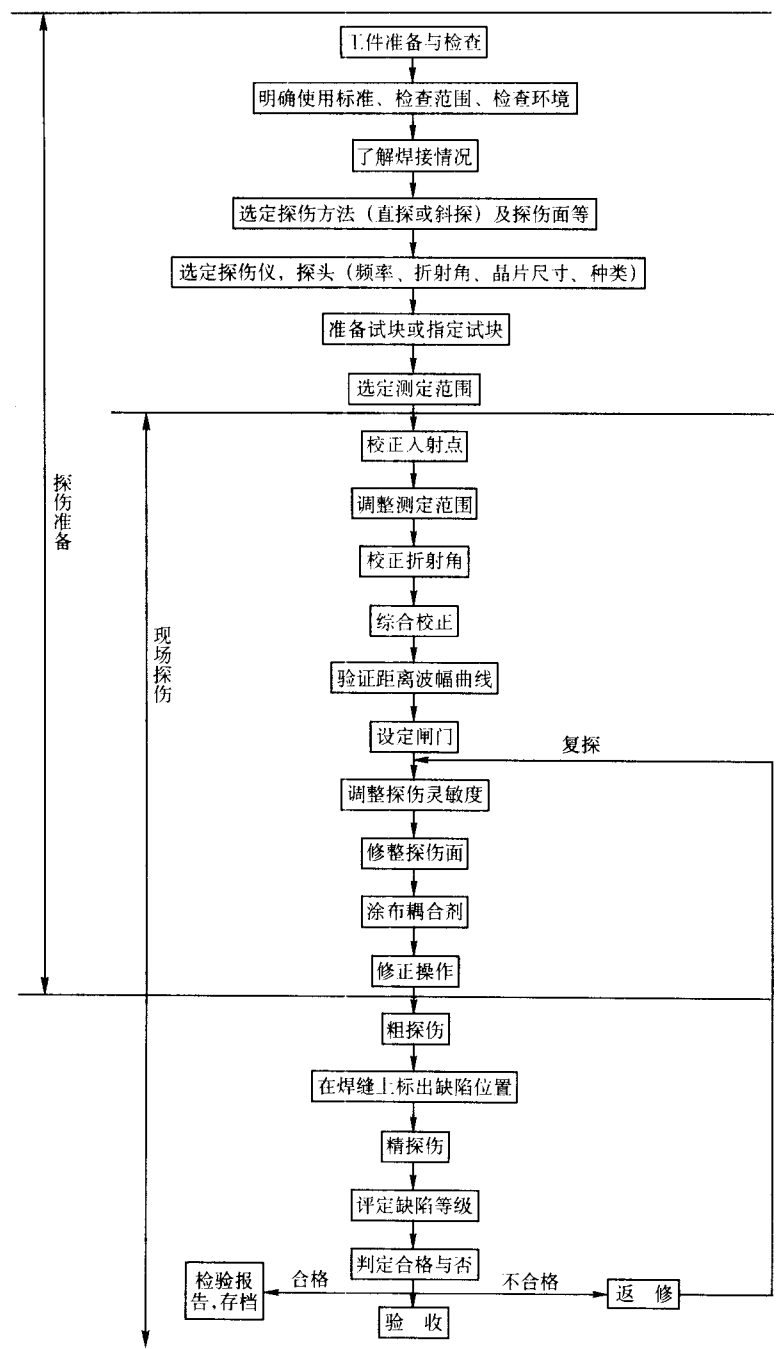 工件准备与检查
明确使用标准、检查范围、检查环境
了解焊接情况
选定探伤方法（直探或斜探）及探伤面等
选定探伤仪，探头（频率、折射角、晶片尺寸、种类）
准备试块或指定试块
选定测定范围
校正入射点
调整测定范围
探伤准备
校正折射角
综合校正
现场探伤
验证距离波幅曲线
设定闸门
复探
调整探伤灵敏度
修整探伤面
涂布耦合剂
修正操作
粗探伤
在焊缝上标出缺陷位置
精探伤
评定缺陷等级
判定合格与否
检验报
告，存档
合格
不合格
返 修
验 收